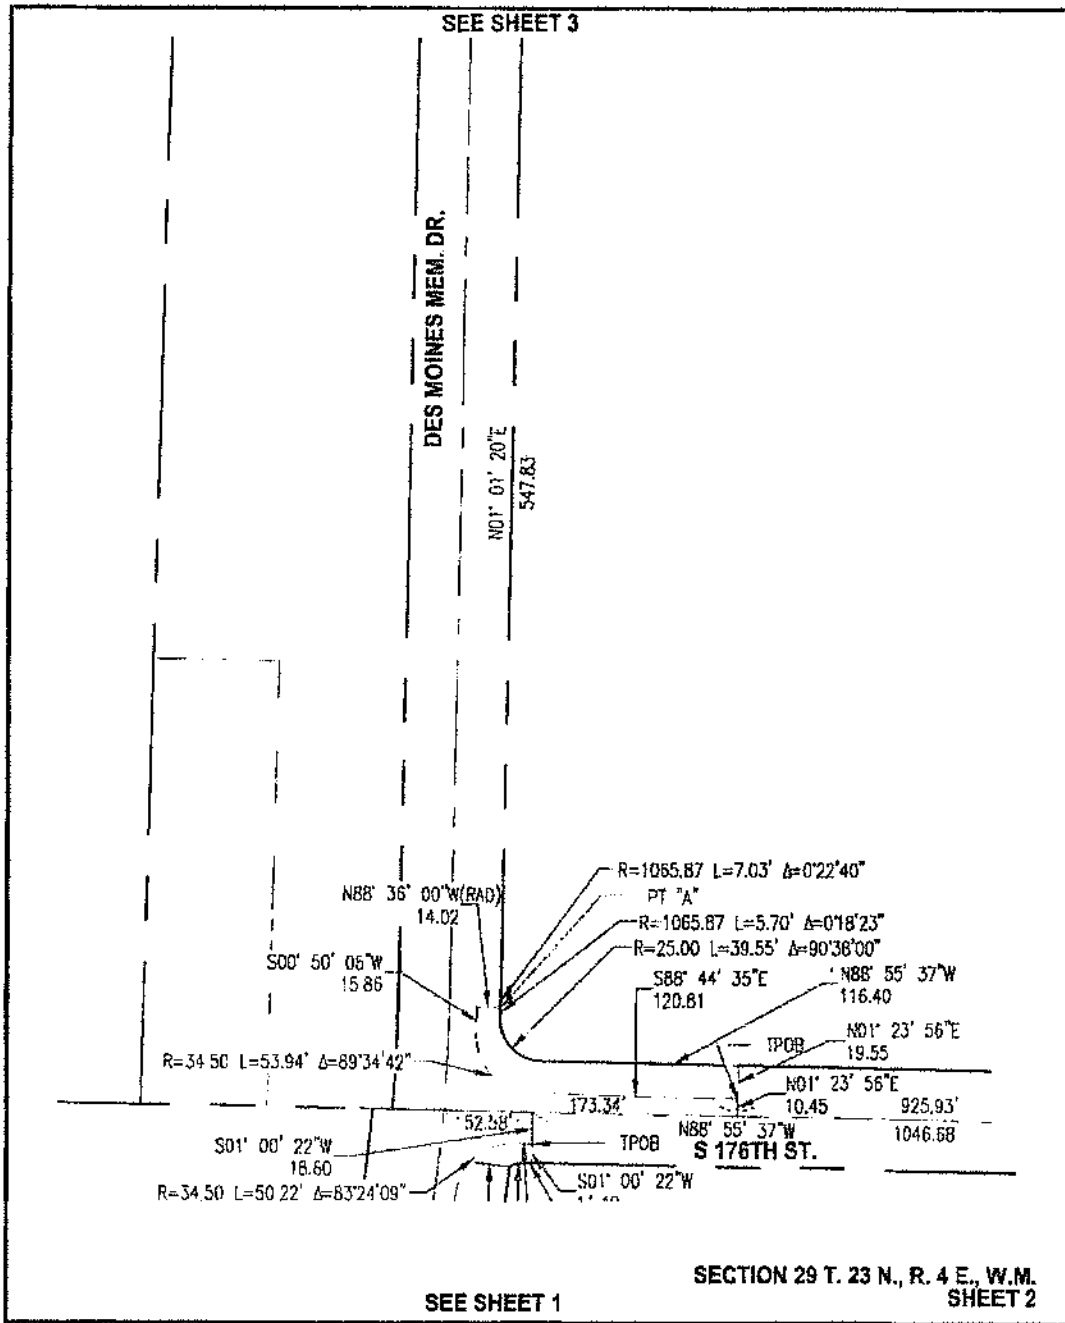 SEE SHEET 3
DES MOINES MEM. DR.
N01' 01' 20"E
547.83
R=1065.87 L=7.03' Δ=0'22'40"
PT "A"
R=1065.87 L=5.70' Δ=0'18'23"
R=25.00 L=39.55' Δ=90'36'00"
N88' 36' 00"W(RAD)
14.02
S00' 50' 05"W
15.86
S88' 44' 35"E
120.81
N88' 55' 37"W
116.40
N01' 23' 56"E
19.55
TPOB
R=34.50 L=53.94' Δ=89'34'42"
N01' 23' 56"E
10.45
173.34'
925.93'
52.58'
N88' 55' 37"W
1046.68
S 176TH ST.
S01' 00' 22"W
18.60
TPOB
R=34.50 L=50.22' Δ=83'24'09"
S01' 00' 22"W
SECTION 29 T. 23 N., R. 4 E., W.M.
SHEET 2
SEE SHEET 1